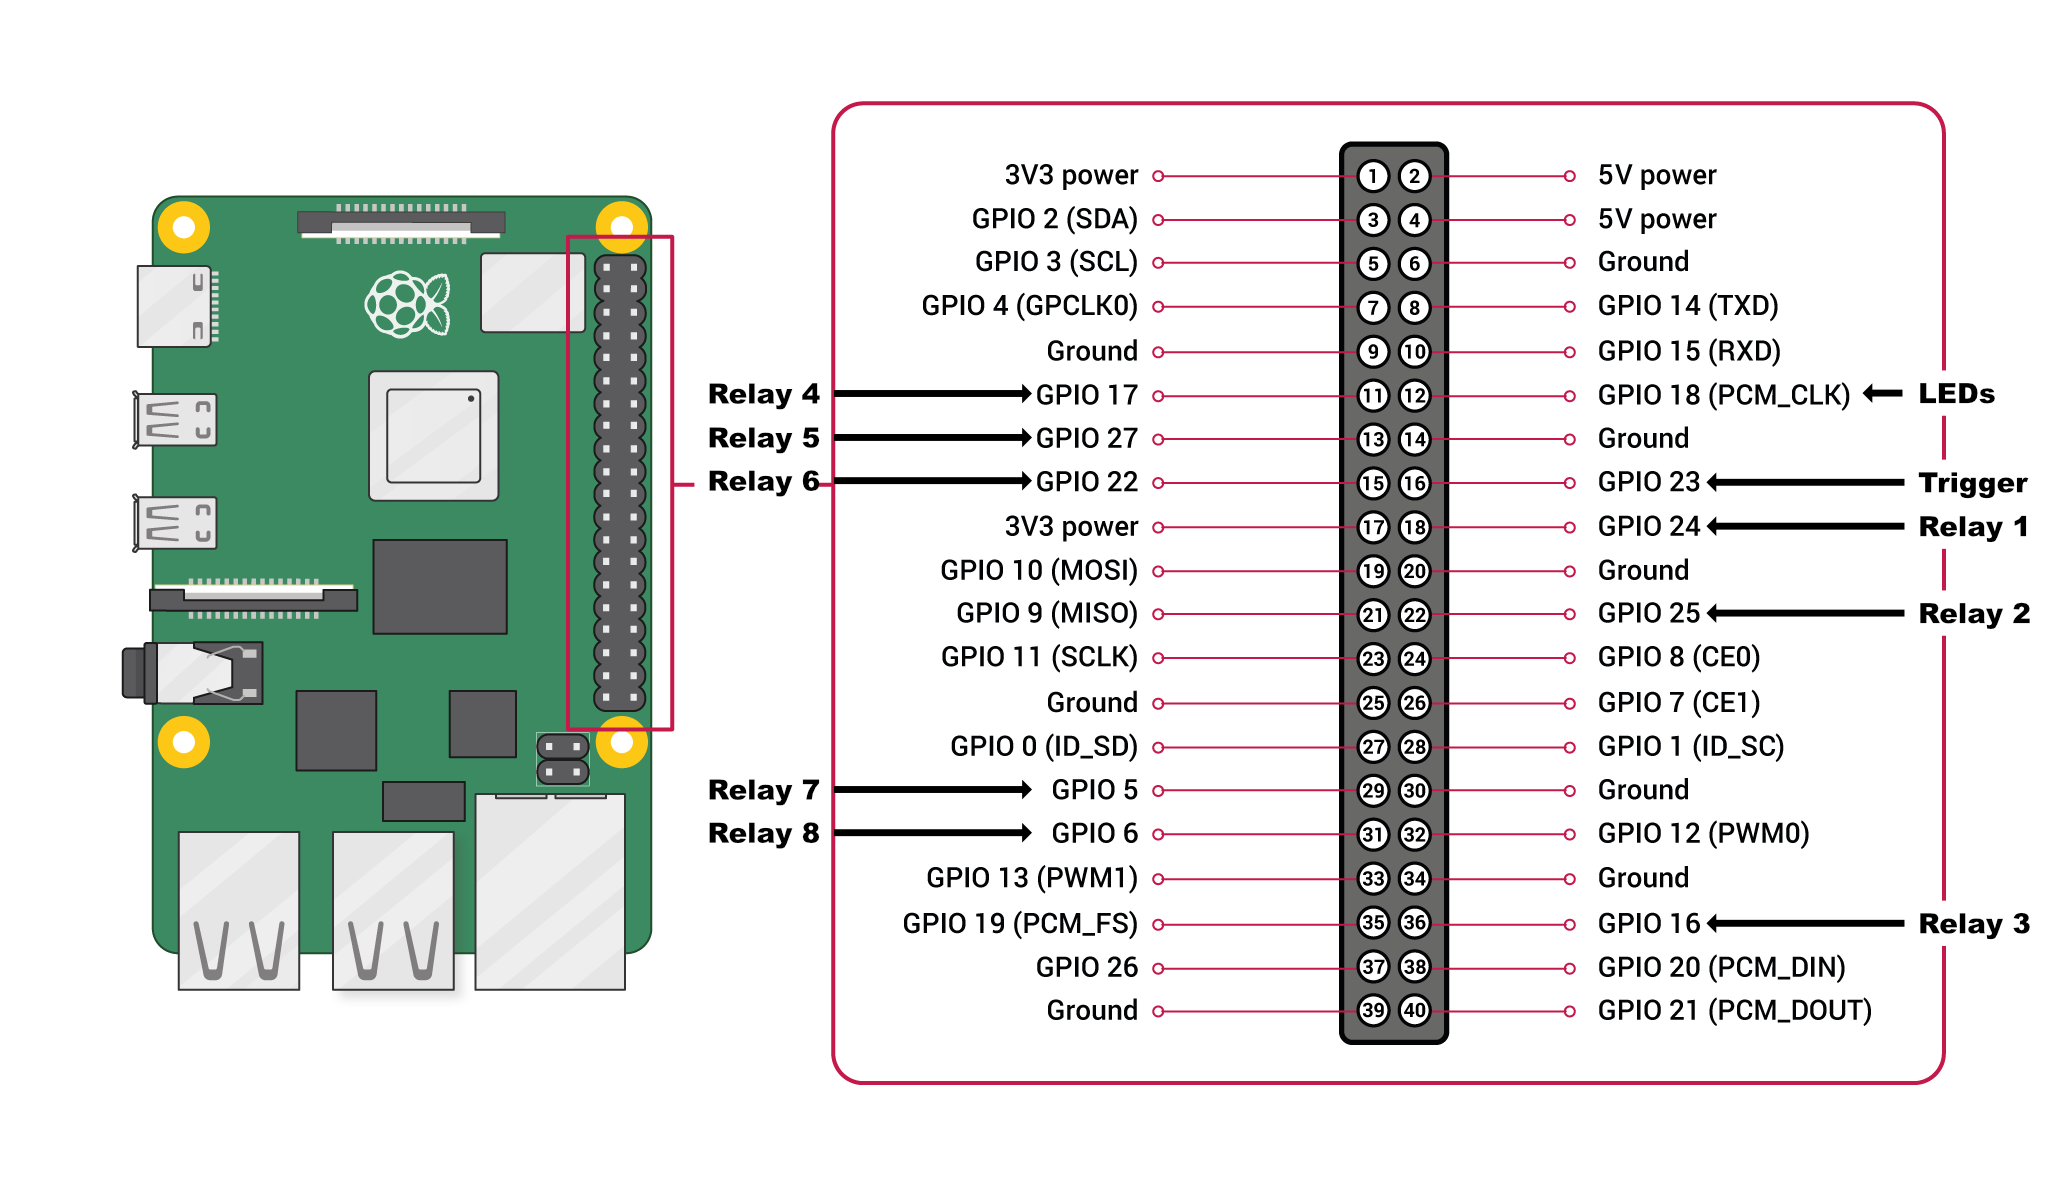 3V3 power 1 2 5V power
GPIO 2 (SDA) 3 4 5V power
GPIO 3 (SCL) 5 6 Ground
GPIO 4 (GPCLK0) 7 8 GPIO 14 (TXD)
Ground 9 10 GPIO 15 (RXD)
Relay 4 GPIO 17 11 12 GPIO 18 (PCM_CLK) LEDs
Relay 5 GPIO 27 13 14 Ground
Relay 6 GPIO 22 15 16 GPIO 23 Trigger
3V3 power 17 18 GPIO 24 Relay 1
GPIO 10 (MOSI) 19 20 Ground
GPIO 9 (MISO) 21 22 GPIO 25 Relay 2
GPIO 11 (SCLK) 23 24 GPIO 8 (CE0)
Ground 25 26 GPIO 7 (CE1)
GPIO 0 (ID_SD) 27 28 GPIO 1 (ID_SC)
Relay 7 GPIO 5 29 30 Ground
Relay 8 GPIO 6 31 32 GPIO 12 (PWM0)
GPIO 13 (PWM1) 33 34 Ground
GPIO 19 (PCM_FS) 35 36 GPIO 16 Relay 3
GPIO 26 37 38 GPIO 20 (PCM_DIN)
Ground 39 40 GPIO 21 (PCM_DOUT)